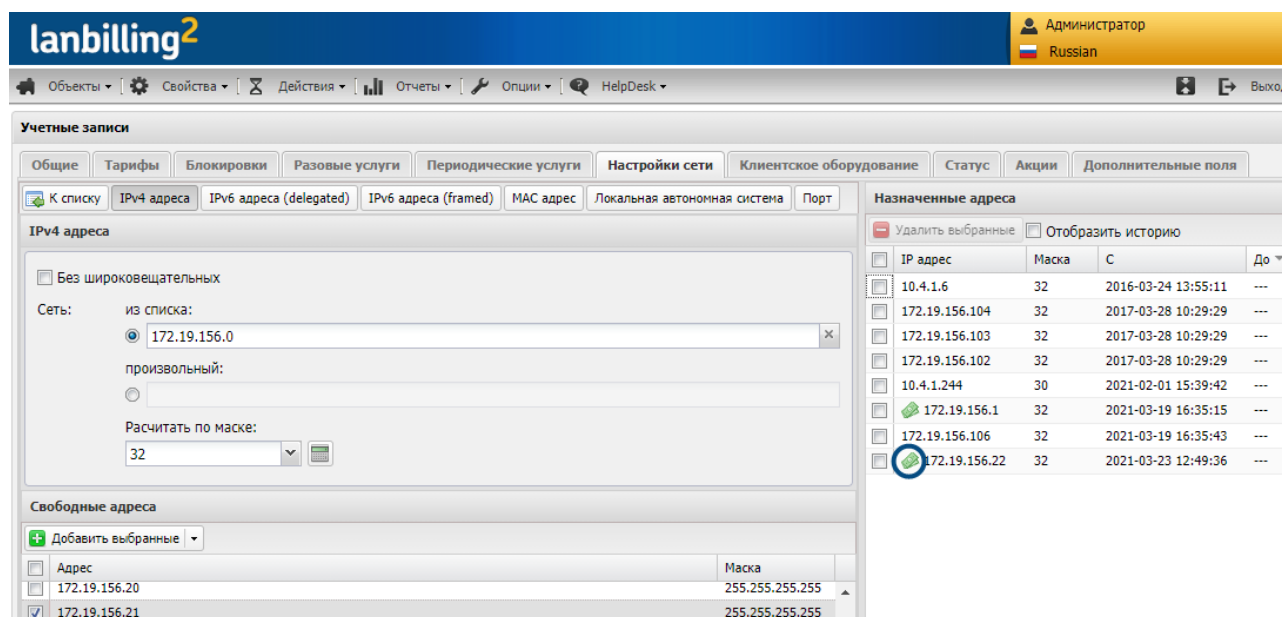 lanbilling2
Администратор
Russian
Объекты Свойства Действия Отчеты Опции HelpDesk
Учетные записи
Общие Тарифы Блокировки Разовые услуги Периодические услуги Настройки сети Клиентское оборудование Статус Акции Дополнительные поля
К списку IPv4 адреса IPv6 адреса (delegated) IPv6 адреса (framed) MAC адрес Локальная автономная система Порт
IPv4 адреса
Без широковещательных
Сеть: из списка:
172.19.156.0
произвольный:
Расчитать по маске:
32
Свободные адреса
Добавить выбранные
Адрес Маска
172.19.156.20 255.255.255.255
172.19.156.21 255.255.255.255
Назначенные адреса
Удалить выбранные Отобразить историю
IP адрес Маска С До
10.4.1.6 32 2016-03-24 13:55:11 ---
172.19.156.104 32 2017-03-28 10:29:29 ---
172.19.156.103 32 2017-03-28 10:29:29 ---
172.19.156.102 32 2017-03-28 10:29:29 ---
10.4.1.244 30 2021-02-01 15:39:42 ---
172.19.156.1 32 2021-03-19 16:35:15 ---
172.19.156.106 32 2021-03-19 16:35:43 ---
172.19.156.22 32 2021-03-23 12:49:36 ---